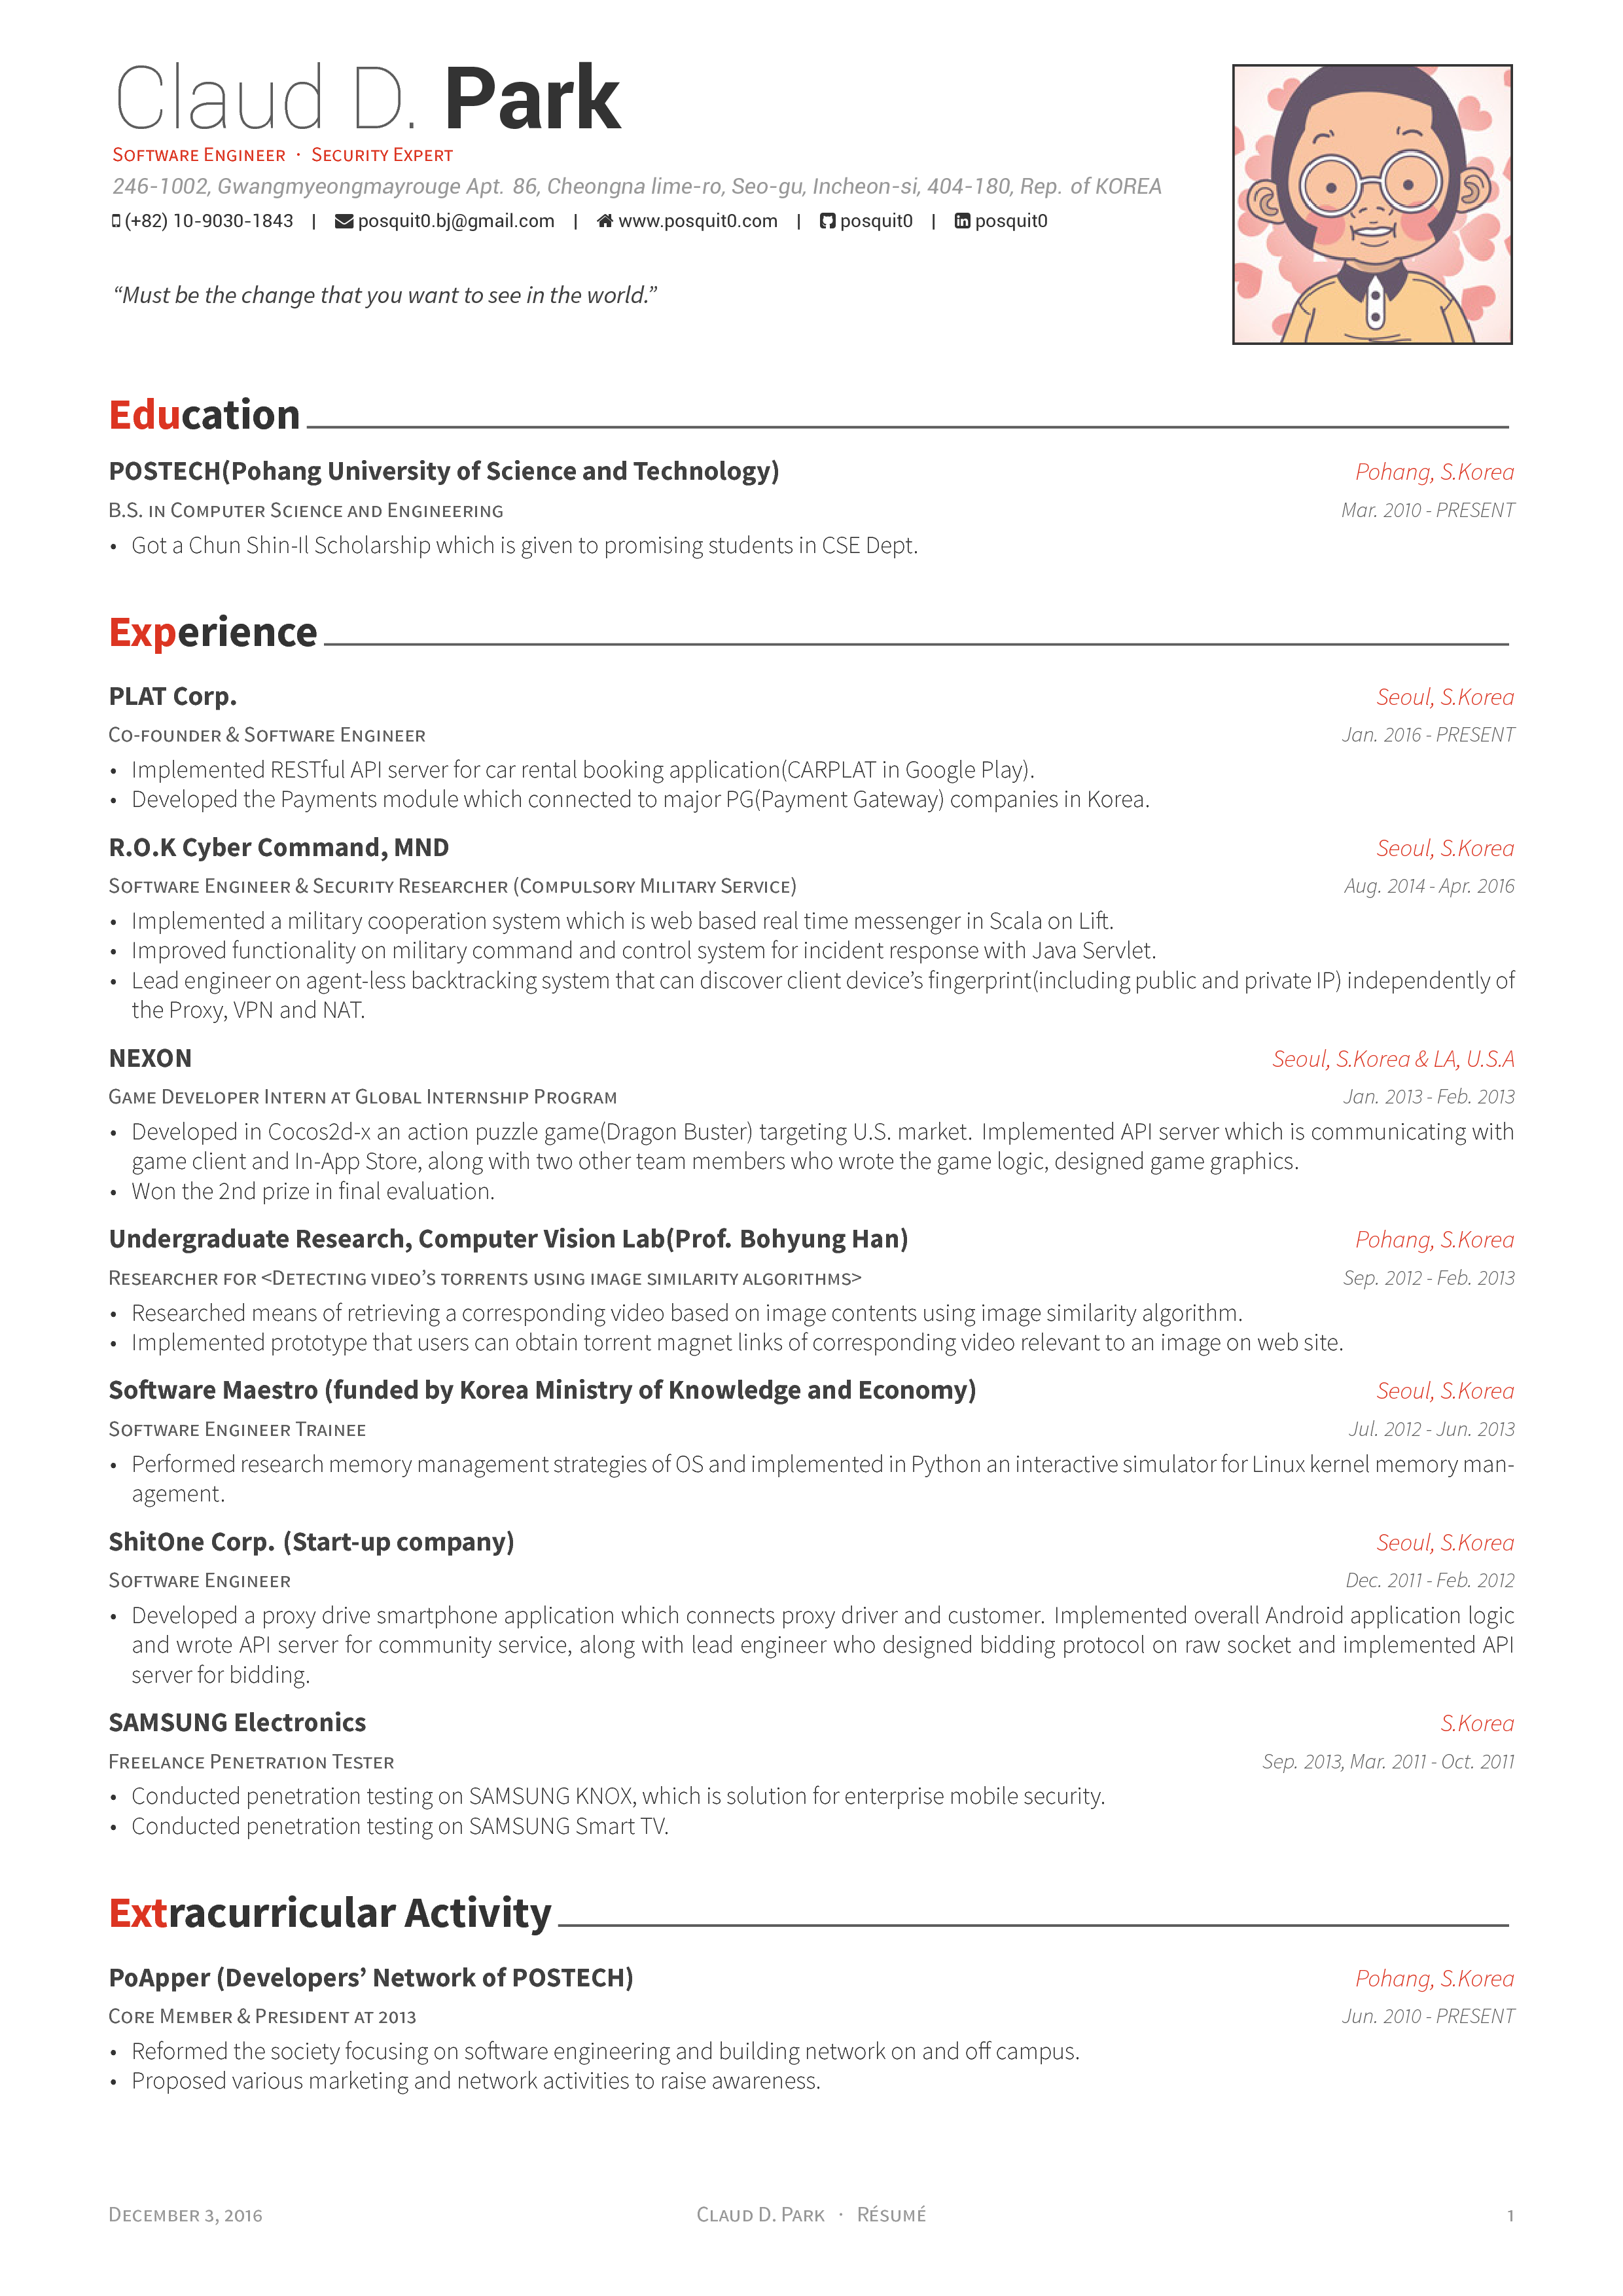 Claud D. Park
Software Engineer · Security Expert
246-1002, Gwangmyeongmayrouge Apt. 86, Cheongna lime-ro, Seo-gu, Incheon-si, 404-180, Rep. of KOREA
(+82) 10-9030-1843 | posquit0.bj@gmail.com | www.posquit0.com | posquit0 | posquit0
“Must be the change that you want to see in the world.”
Education
POSTECH(Pohang University of Science and Technology) Pohang, S.Korea
B.S. in Computer Science and Engineering Mar. 2010 - PRESENT
• Got a Chun Shin-Il Scholarship which is given to promising students in CSE Dept.
Experience
PLAT Corp. Seoul, S.Korea
Co-founder & Software Engineer Jan. 2016 - PRESENT
• Implemented RESTful API server for car rental booking application(CARPLAT in Google Play).
• Developed the Payments module which connected to major PG(Payment Gateway) companies in Korea.
R.O.K Cyber Command, MND Seoul, S.Korea
Software Engineer & Security Researcher (Compulsory Military Service) Aug. 2014 - Apr. 2016
• Implemented a military cooperation system which is web based real time messenger in Scala on Lift.
• Improved functionality on military command and control system for incident response with Java Servlet.
• Lead engineer on agent-less backtracking system that can discover client device’s fingerprint(including public and private IP) independently of
the Proxy, VPN and NAT.
NEXON Seoul, S.Korea & LA, U.S.A
Game Developer Intern at Global Internship Program Jan. 2013 - Feb. 2013
• Developed in Cocos2d-x an action puzzle game(Dragon Buster) targeting U.S. market. Implemented API server which is communicating with
game client and In-App Store, along with two other team members who wrote the game logic, designed game graphics.
• Won the 2nd prize in final evaluation.
Undergraduate Research, Computer Vision Lab(Prof. Bohyung Han) Pohang, S.Korea
Researcher for <Detecting video’s torrents using image similarity algorithms> Sep. 2012 - Feb. 2013
• Researched means of retrieving a corresponding video based on image contents using image similarity algorithm.
• Implemented prototype that users can obtain torrent magnet links of corresponding video relevant to an image on web site.
Software Maestro (funded by Korea Ministry of Knowledge and Economy) Seoul, S.Korea
Software Engineer Trainee Jul. 2012 - Jun. 2013
• Performed research memory management strategies of OS and implemented in Python an interactive simulator for Linux kernel memory man-
agement.
ShitOne Corp. (Start-up company) Seoul, S.Korea
Software Engineer Dec. 2011 - Feb. 2012
• Developed a proxy drive smartphone application which connects proxy driver and customer. Implemented overall Android application logic
and wrote API server for community service, along with lead engineer who designed bidding protocol on raw socket and implemented API
server for bidding.
SAMSUNG Electronics S.Korea
Freelance Penetration Tester Sep. 2013, Mar. 2011 - Oct. 2011
• Conducted penetration testing on SAMSUNG KNOX, which is solution for enterprise mobile security.
• Conducted penetration testing on SAMSUNG Smart TV.
Extracurricular Activity
PoApper (Developers’ Network of POSTECH) Pohang, S.Korea
Core Member & President at 2013 Jun. 2010 - PRESENT
• Reformed the society focusing on software engineering and building network on and off campus.
• Proposed various marketing and network activities to raise awareness.
December 3, 2016 Claud D. Park · Résumé 1